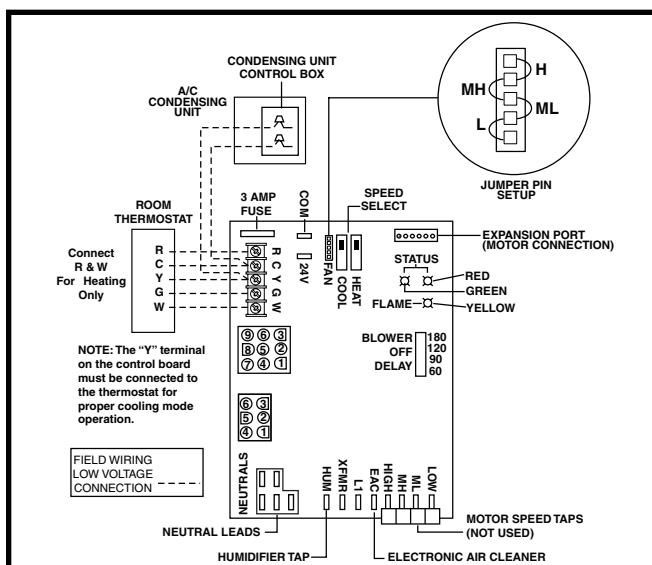 CONDENSING UNIT
CONTROL BOX
A/C
CONDENSING
UNIT
H
MH
ML
L
JUMPER PIN
SETUP
ROOM
THERMOSTAT
3 AMP
FUSE
COM
SPEED
SELECT
EXPANSION PORT
(MOTOR CONNECTION)
Connect
R & W
For Heating
Only
R
C
Y
G
W
R
C
Y
G
W
24V
FAN
COOL
HEAT
STATUS
RED
GREEN
FLAME
YELLOW
NOTE: The “Y” terminal
on the control board
must be connected to
the thermostat for
proper cooling mode
operation.
9 6 3
8 5 2
7 4 1
BLOWER
OFF
DELAY
180
120
90
60
6 3
5 2
4 1
FIELD WIRING
LOW VOLTAGE
CONNECTION
NEUTRALS
HUM
XFMR
L1
EAC
HIGH
MH
ML
LOW
NEUTRAL LEADS
MOTOR SPEED TAPS
(NOT USED)
HUMIDIFIER TAP
ELECTRONIC AIR CLEANER